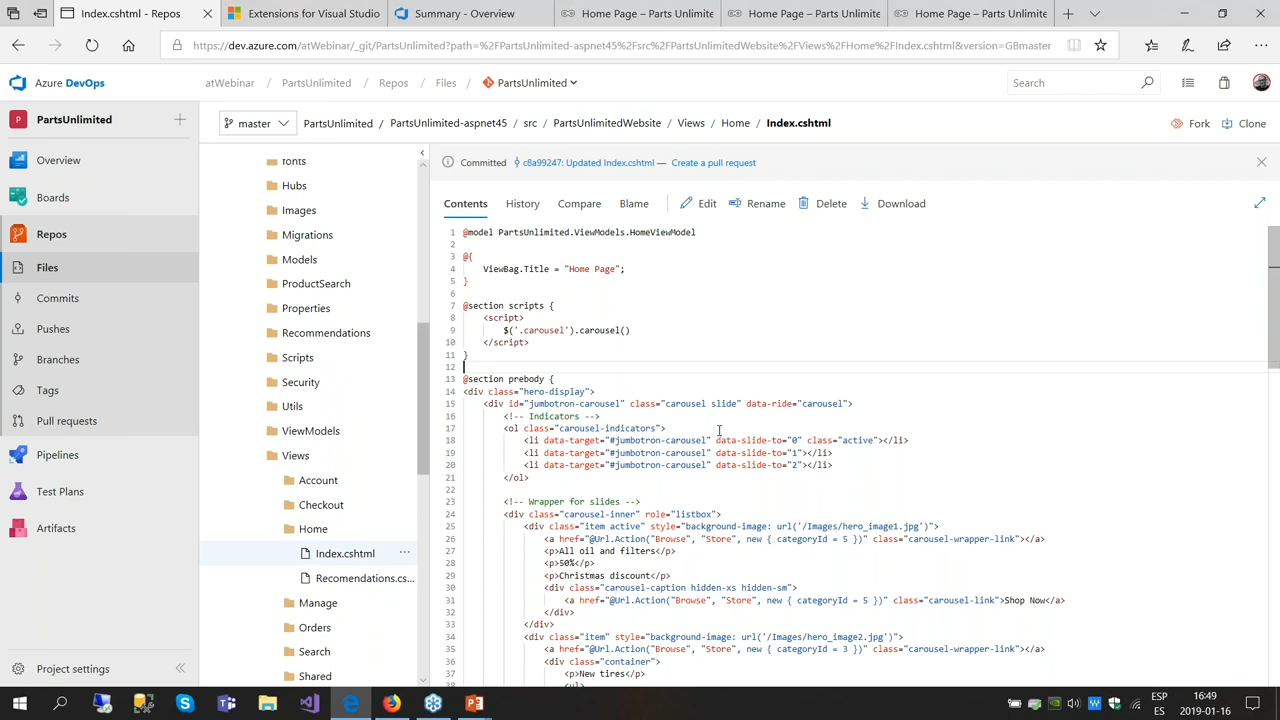 Index.cshtml - Repos
Extensions for Visual Studio
Summary - Overview
Home Page – Parts Unlimite
Home Page – Parts Unlimite
Home Page – Parts Unlimite
https://dev.azure.com/atWebinar/_git/PartsUnlimited?path=%2FPartsUnlimited-aspnet45%2Fsrc%2FPartsUnlimitedWebsite%2FViews%2FHome%2FIndex.cshtml&version=GBmaster
Azure DevOps
atWebinar / PartsUnlimited / Repos / Files / PartsUnlimited
Search
P PartsUnlimited
master
PartsUnlimited / PartsUnlimited-aspnet45 / src / PartsUnlimitedWebsite / Views / Home / Index.cshtml
Fork
Clone
Overview
Boards
Repos
Files
Commits
Pushes
Branches
Tags
Pull requests
Pipelines
Test Plans
Artifacts
Project settings
fonts
Hubs
Images
Migrations
Models
ProductSearch
Properties
Recommendations
Scripts
Security
Utils
ViewModels
Views
Account
Checkout
Home
Index.cshtml
Recomendations.cs...
Manage
Orders
Search
Shared
Committed c8a99247: Updated Index.cshtml — Create a pull request
Contents History Compare Blame Edit Rename Delete Download
1 @model PartsUnlimited.ViewModels.HomeViewModel
2
3 @{
4 ViewBag.Title = "Home Page";
5 }
6
7 @section scripts {
8 <script>
9 $('.carousel').carousel()
10 </script>
11 }
12
13 @section prebody {
14 <div class="hero-display">
15 <div id="jumbotron-carousel" class="carousel slide" data-ride="carousel">
16 <!-- Indicators -->
17 <ol class="carousel-indicators">
18 <li data-target="#jumbotron-carousel" data-slide-to="0" class="active"></li>
19 <li data-target="#jumbotron-carousel" data-slide-to="1"></li>
20 <li data-target="#jumbotron-carousel" data-slide-to="2"></li>
21 </ol>
22
23 <!-- Wrapper for slides -->
24 <div class="carousel-inner" role="listbox">
25 <div class="item active" style="background-image: url('/Images/hero_image1.jpg')">
26 <a href="@Url.Action("Browse", "Store", new { categoryId = 5 })" class="carousel-wrapper-link"></a>
27 <p>All oil and filters</p>
28 <p>50%</p>
29 <p>Christmas discount</p>
30 <div class="carousel-caption hidden-xs hidden-sm">
31 <a href="@Url.Action("Browse", "Store", new { categoryId = 5 })" class="carousel-link">Shop Now</a>
32 </div>
33 </div>
34 <div class="item" style="background-image: url('/Images/hero_image2.jpg')">
35 <a href="@Url.Action("Browse", "Store", new { categoryId = 3 })" class="carousel-wrapper-link"></a>
36 <div class="container">
37 <p>New tires</p>
38 <ul>
ESP
ES
16:49
2019-01-16